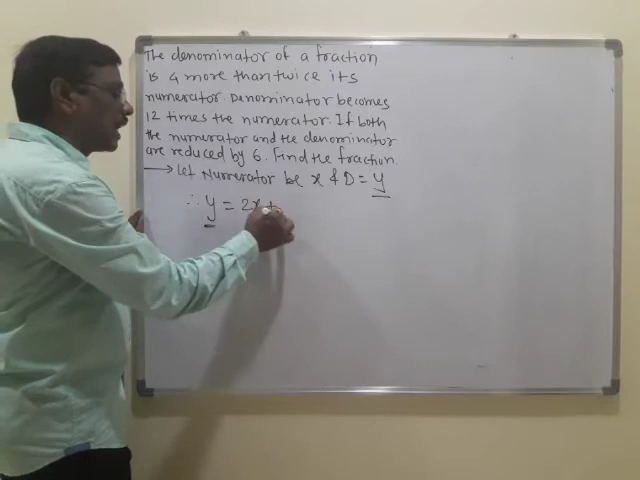 The denominator of a fraction
is 4 more than twice its
numerator. Denominator becomes
12 times the numerator. If both
the numerator and the denominator
are reduced by 6. Find the fraction.
→ Let Numerator be x & D = y
∴ y = 2x +